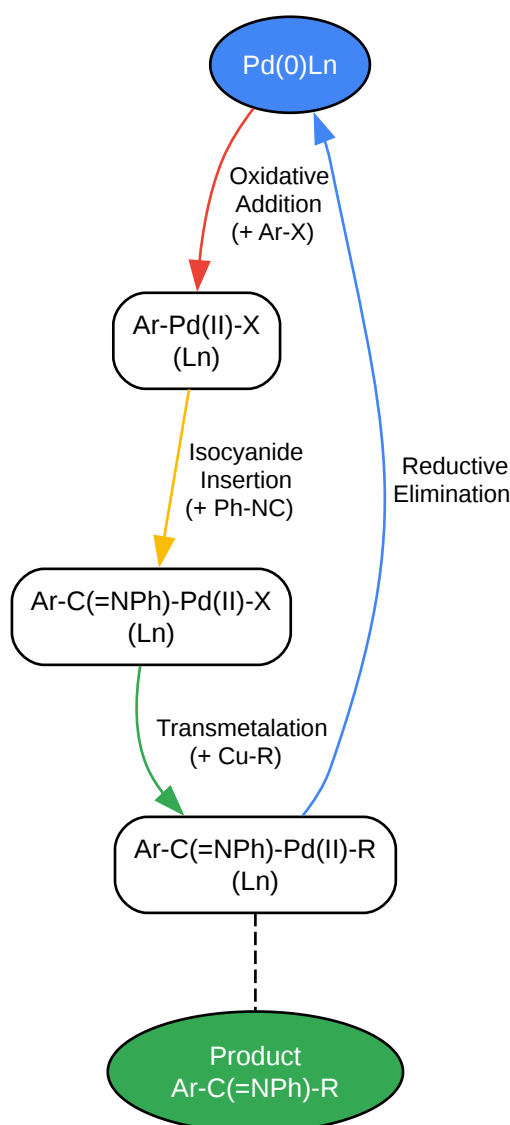 Pd(0)Ln
Oxidative
Addition
(+ Ar-X)
Ar-Pd(II)-X
(Ln)
Isocyanide
Insertion
(+ Ph-NC)
Reductive
Elimination
Ar-C(=NPh)-Pd(II)-X
(Ln)
Transmetalation
(+ Cu-R)
Ar-C(=NPh)-Pd(II)-R
(Ln)
Product
Ar-C(=NPh)-R